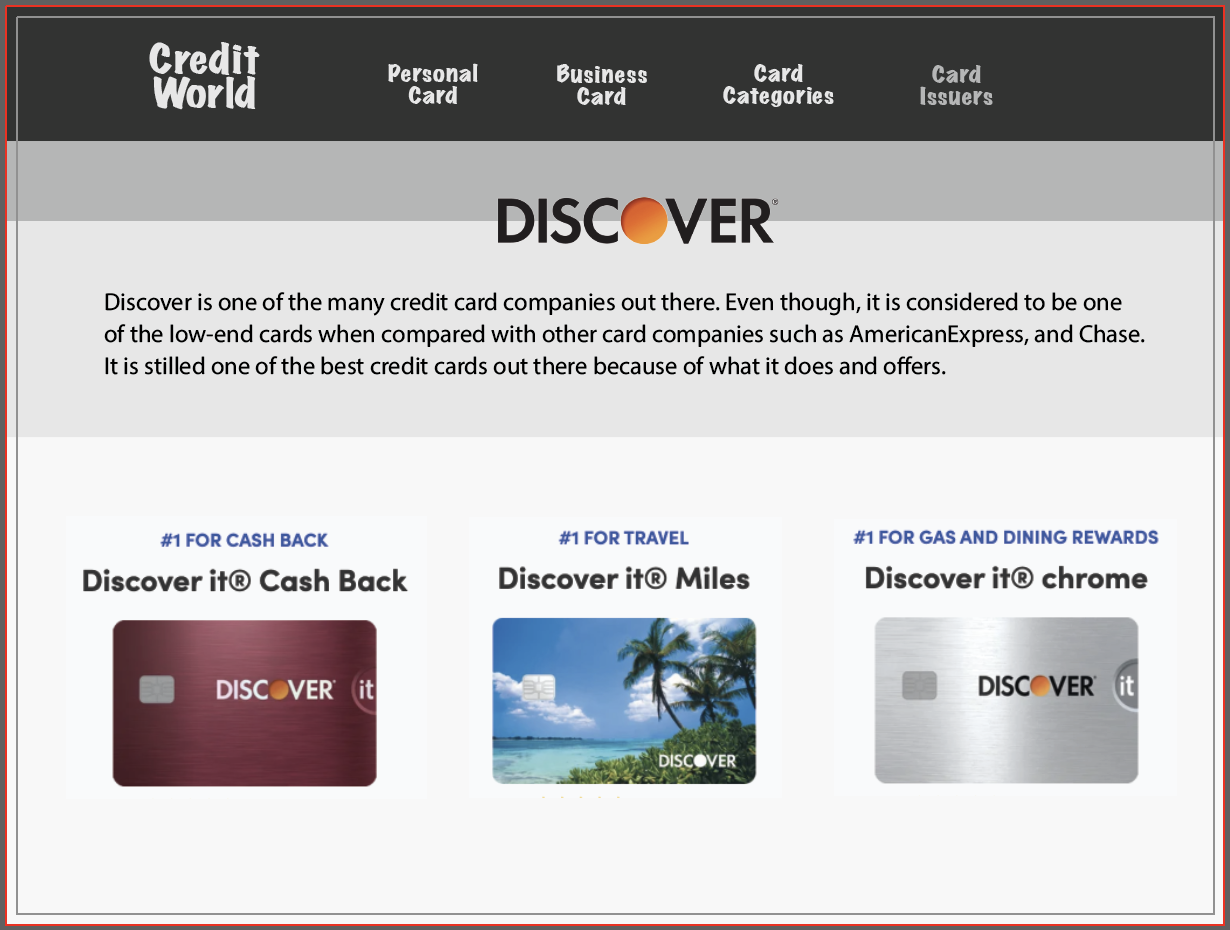 Credit
World
Personal
Card
Business
Card
Card
Categories
Card
Issuers
DISCOVER®
Discover is one of the many credit card companies out there. Even though, it is considered to be one
of the low-end cards when compared with other card companies such as AmericanExpress, and Chase.
It is stilled one of the best credit cards out there because of what it does and offers.
#1 FOR CASH BACK
Discover it® Cash Back
DISCOVER
it
#1 FOR TRAVEL
Discover it® Miles
DISCOVER
#1 FOR GAS AND DINING REWARDS
Discover it® chrome
DISCOVER
it